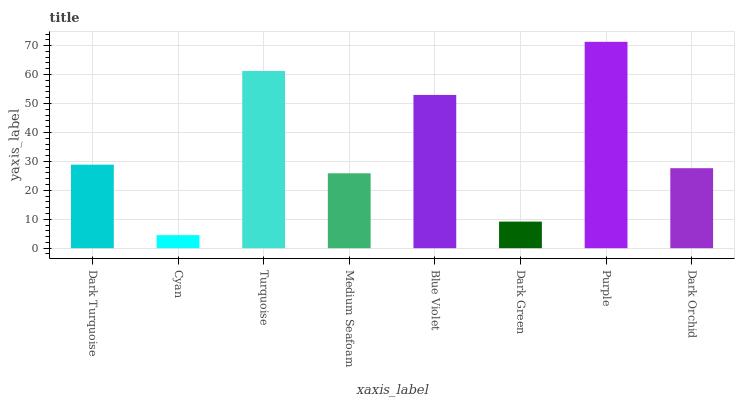 title
yaxis_label
70
60
50
40
30
20
10
0
Dark Turquoise
Cyan
Turquoise
Medium Seafoam
Blue Violet
Dark Green
Purple
Dark Orchid
xaxis_label